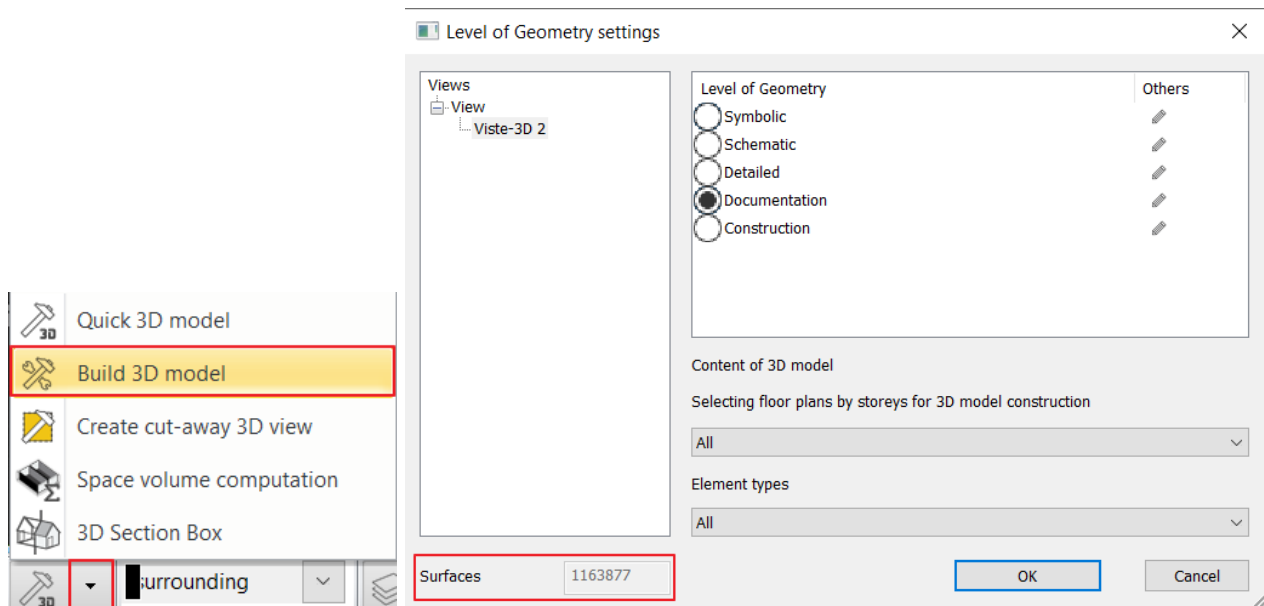 Level of Geometry settings
Views
View
Viste-3D 2
Level of Geometry
Others
Symbolic
Schematic
Detailed
Documentation
Construction
Content of 3D model
Selecting floor plans by storeys for 3D model construction
All
Element types
All
Surfaces
1163877
OK
Cancel
3D
Quick 3D model
Build 3D model
Create cut-away 3D view
Space volume computation
3D Section Box
3D